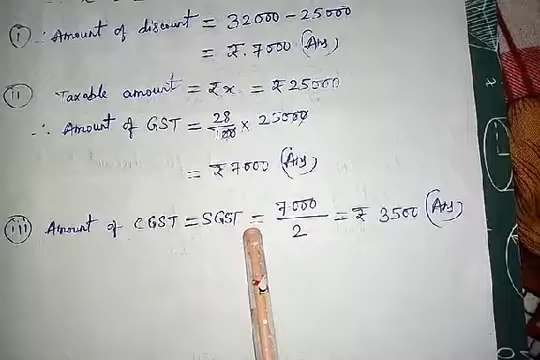 (i) ∴ Amount of discount = 32000 - 25000
= ₹.7000 (Ans)
(ii) Taxable amount = ₹x = ₹25000
∴ Amount of GST = 28/100 × 25000
= ₹7000 (Ans)
(iii) Amount of CGST = SGST = 7000/2 = ₹ 3500 (Ans)